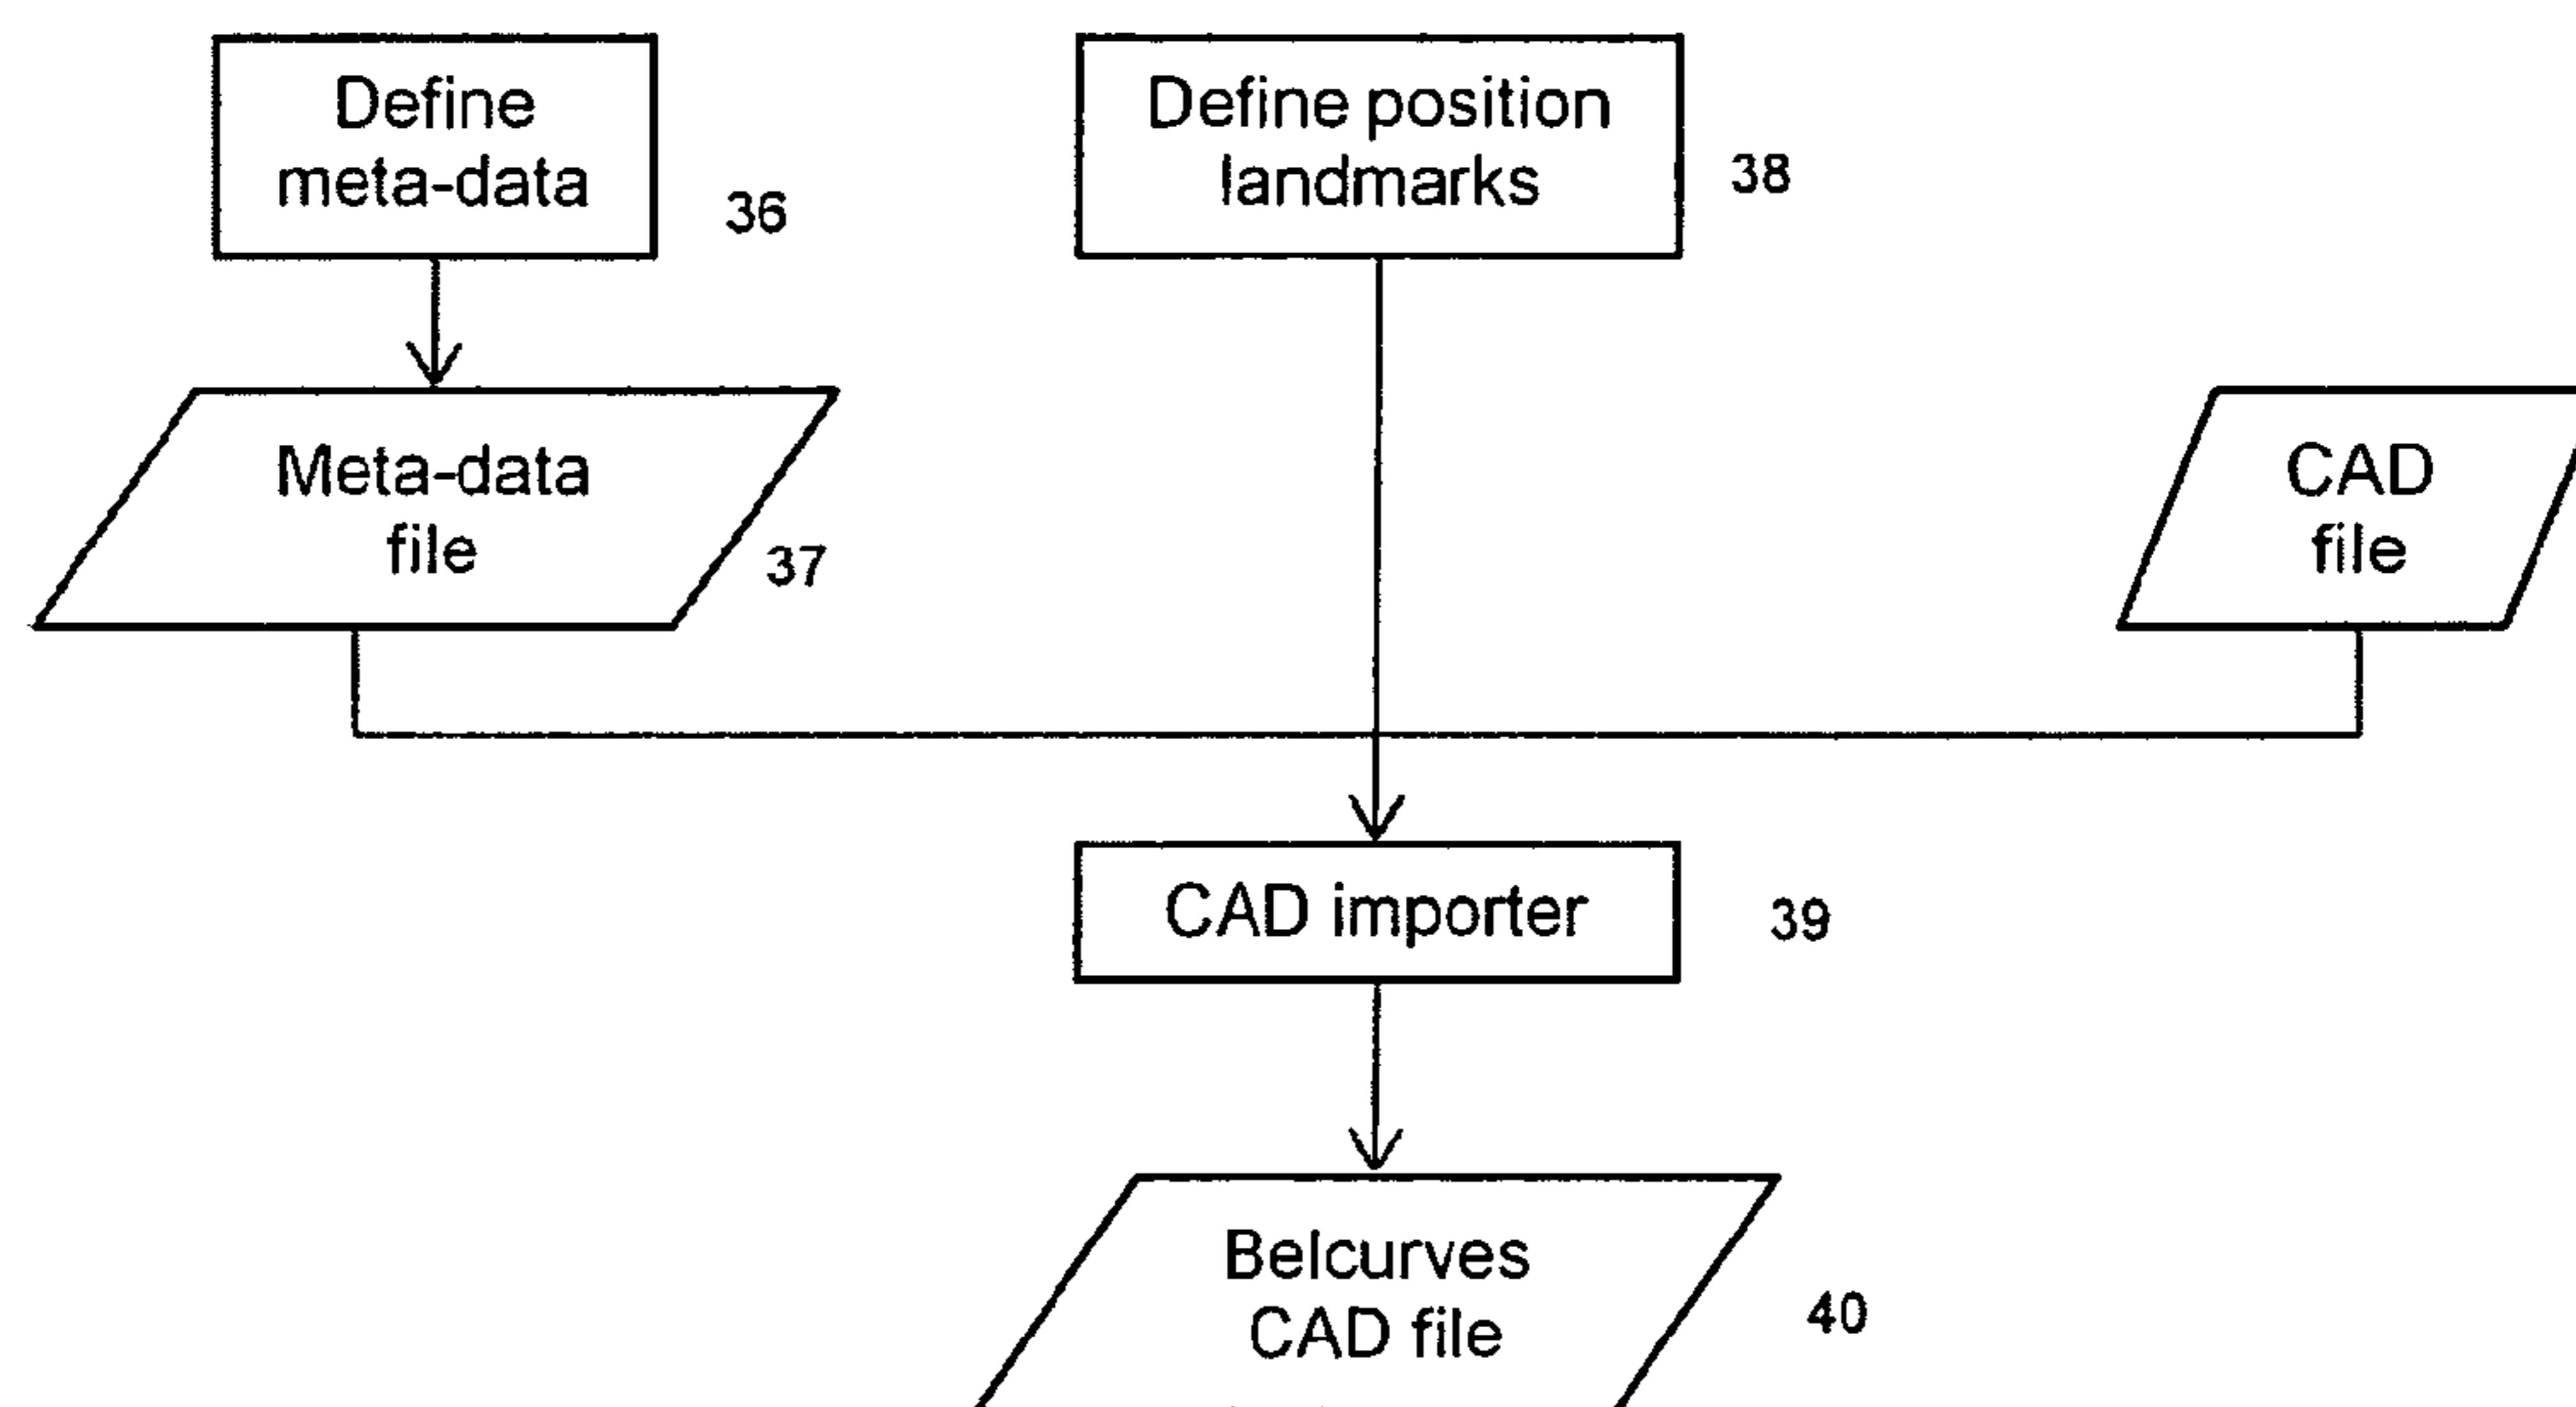 Define
meta-data
36
Define position
landmarks
38
Meta-data
file
37
CAD
file
CAD importer
39
Belcurves
CAD file
40